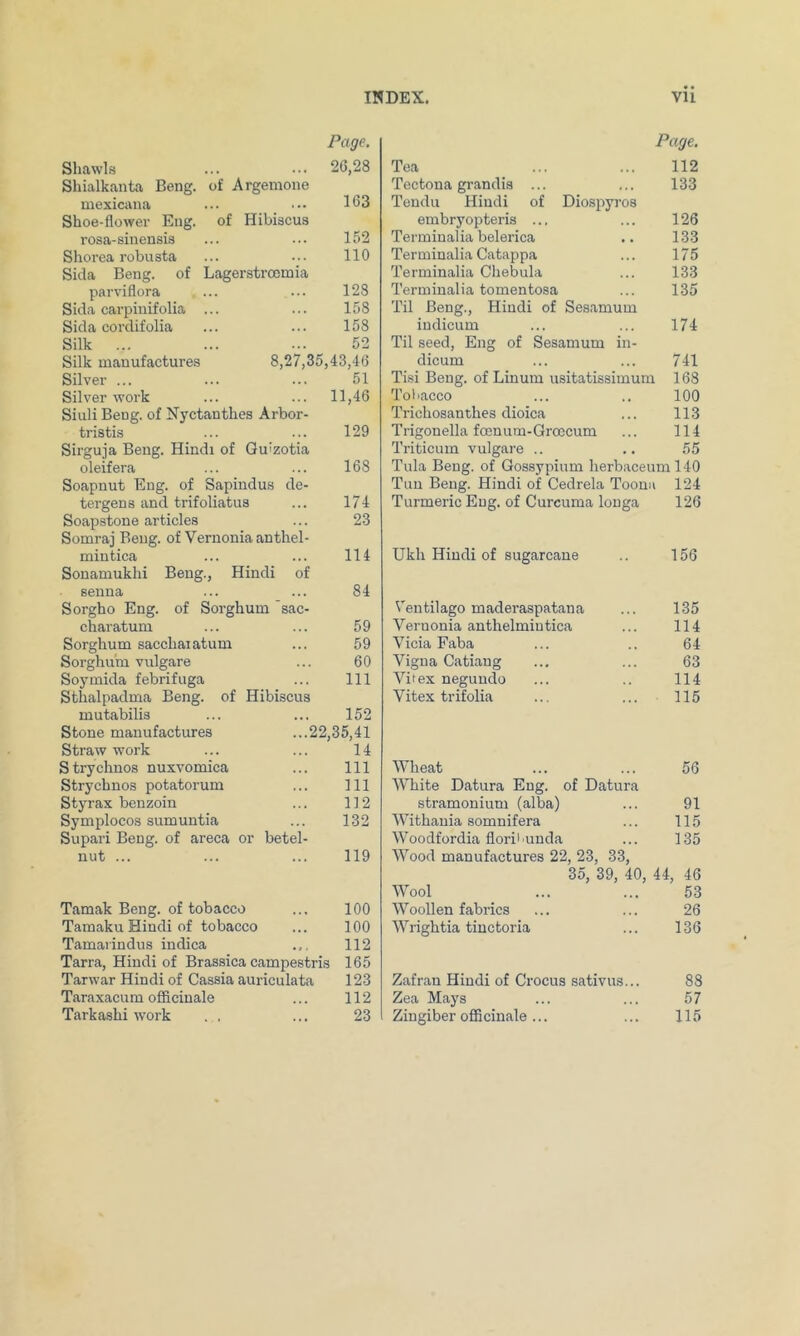 INDEX. vii
Page.
Shawls ... ... 26,28
Shialkanta Beng. of Argemone
mexicana ... ... 163
Shoe-flower Eng. of Hibiscus
rosa-sinensis ... ... 152
Shorea robusta ... ... 110
Sida Beng. of Lagerstrœmia
parviflora ... ... 128
Sida carpinifolia ... ... 158
Sida cordifolia ... ... 158
Silk ... ... ... 52
Silk manufactures 8,27,35,43,46
Silver ... ... ... 51
Silver work ... ... 11,46
Siuli Beng. of Nyctanthes Arbor-
tristis ... ... 129
Sirguja Beng. Hindi of Gu:zotia
oleifera ... ... 168
Soapnut Eng. of Sapindus de-
tergens and trifoliatus ... 174
Soapstone articles ... 23
Somraj Beng. of Vernonia anthel-
mintica ... ... 114
Sonamukhi Beng., Hindi of
senna ... ... 84
Sorgho Eng. of Sorghum sac-
charatum ... ... 59
Sorghum saccharatum ... 59
Sorghum vulgare ... 60
Soymida febrifuga ... 111
Sthalpadma Beng. of Hibiscus
mutabilis ... ... 152
Stone manufactures ...22,35,41
Straw work ... ... 14
Strychnos nuxvomica ... 111
Strychnos potatorum ... 111
Styrax benzoin ... 112
Symplocos sumuntia ... 132
Supari Beng. of areca or betel-
nut ... ... ... 119
Tamak Beng. of tobacco ... 100
Tamaku Hindi of tobacco ... 100
Tamarindus indica ... 112
Tarra, Hindi of Brassica campestris 165
Tarwar Hindi of Cassia auriculata 123
Taraxacum officinale ... 112
Tarkashi work . . ... 23
Page.
Tea ... ... 112
Tectona grandis ... ... 133
Tendu Hindi of Diospyros
embryopteris ... ... 126
Terminalia belerica .. 133
Terminalia Catappa ... 175
Terminalia Chebula ... 133
Terminalia tomentosa ... 135
Til Beng., Hindi of Sesamum
indicum ... ... 174
Til seed, Eng of Sesamum in-
dicum ... ... 741
Tisi Beng. of Linum usitatissimum 168
Tobacco ... .. 100
Trichosanthes dioica ... 113
Trigonella fœnum-Grœcum ... 114
Triticum vulgare .. .. 55
Tula Beng. of Gossypium herbaceum 140
Tun Beng. Hindi of Cedrela Toona 124
Turmeric Eug. of Curcuma longa 126
Ukh Hindi of sugarcane .. 156
Ventilago maderaspatana ... 135
Vernonia anthelmintica ... 114
Vicia Faba ... .. 64
Vigna Catiang ... ... 63
Vitex negundo ... .. 114
Vitex trifolia ... ... 115
Wheat ... ... 56
White Datura Eug. of Datura
stramonium (alba) ... 91
Withania somnifera ... 115
Woodfordia floribunda ... 135
Wood manufactures 22, 23, 33,
35, 39, 40, 44, 46
Wool ... ... 53
Woollen fabrics ... ... 26
Wrightia tinctoria ... 136
Zafran Hindi of Crocus sativus... 88
Zea Mays ... ... 57
Zingiber officinale ... ... 115